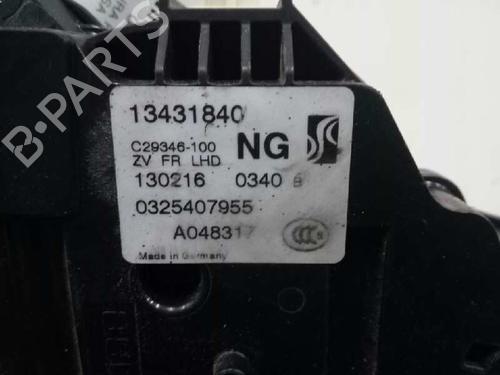 13431840
C29346-100 NG
ZV FR LHD
130216 0340 B
0325407955
A048317
Made in Germany
B-PARTS